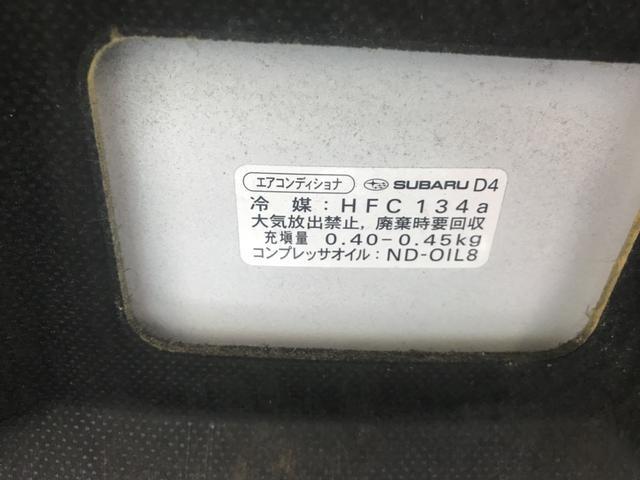 エアコンディショナ SUBARU D4
冷 媒:HFC134a
大気放出禁止,廃棄時要回収
充塡量 0.40-0.45kg
コンプレッサオイル:ND-OIL8